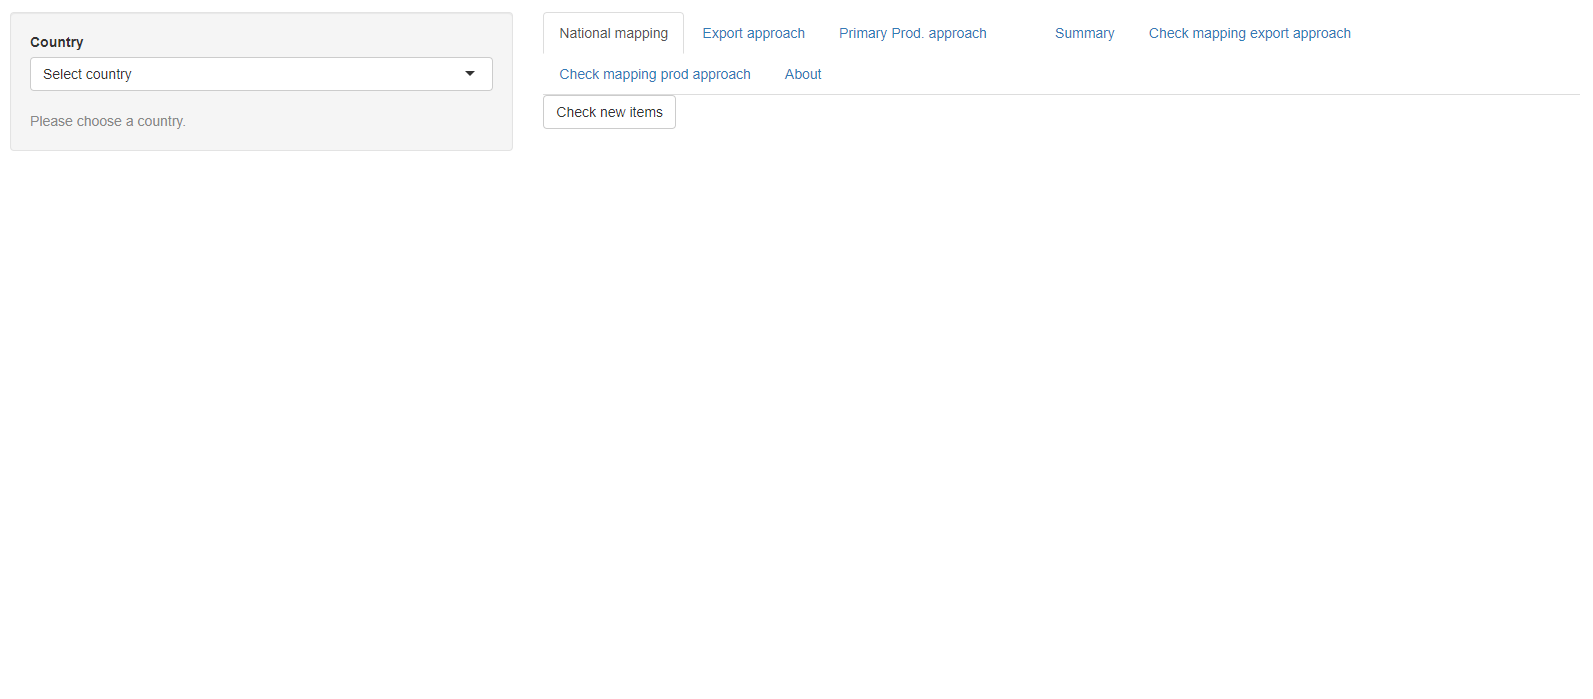 Country
Select country
Please choose a country.
National mapping Export approach Primary Prod. approach Summary Check mapping export approach
Check mapping prod approach About
Check new items